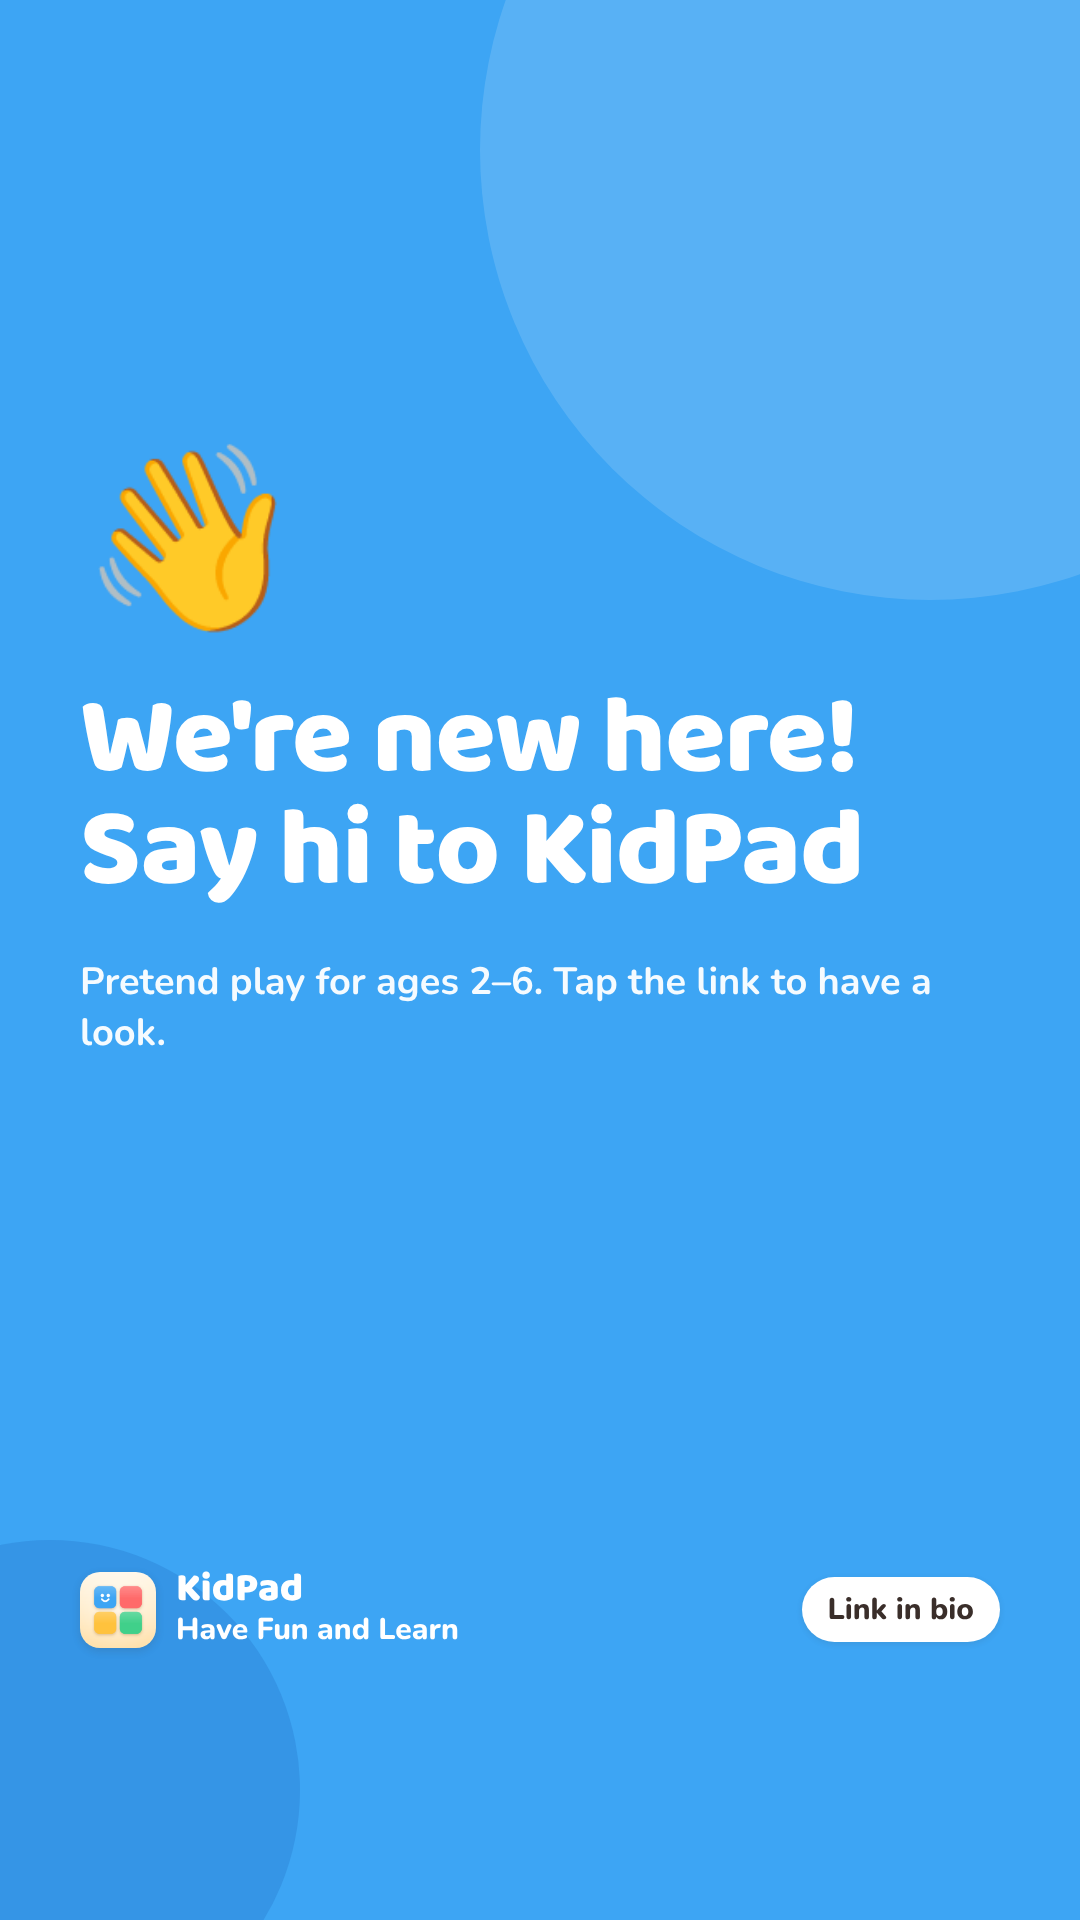 We're new here!
Say hi to KidPad
Pretend play for ages 2–6. Tap the link to have a
look.
KidPad
Have Fun and Learn
Link in bio